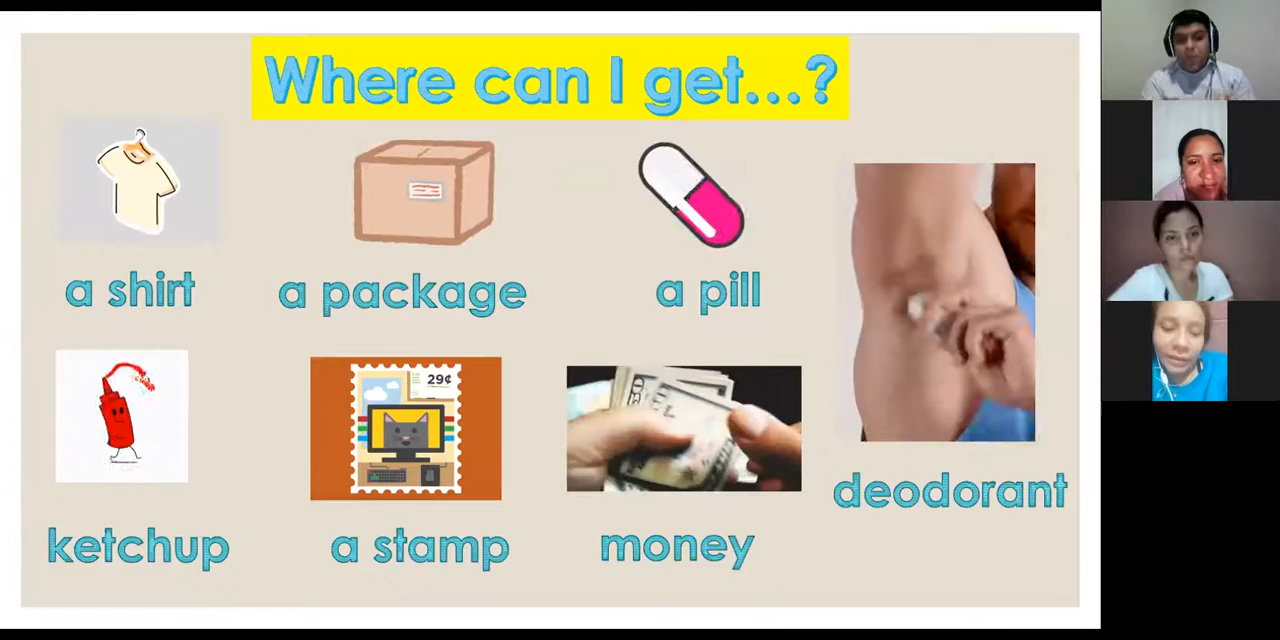 Where can I get...?
a shirt
a package
a pill
ketchup
29¢
a stamp
money
deodorant